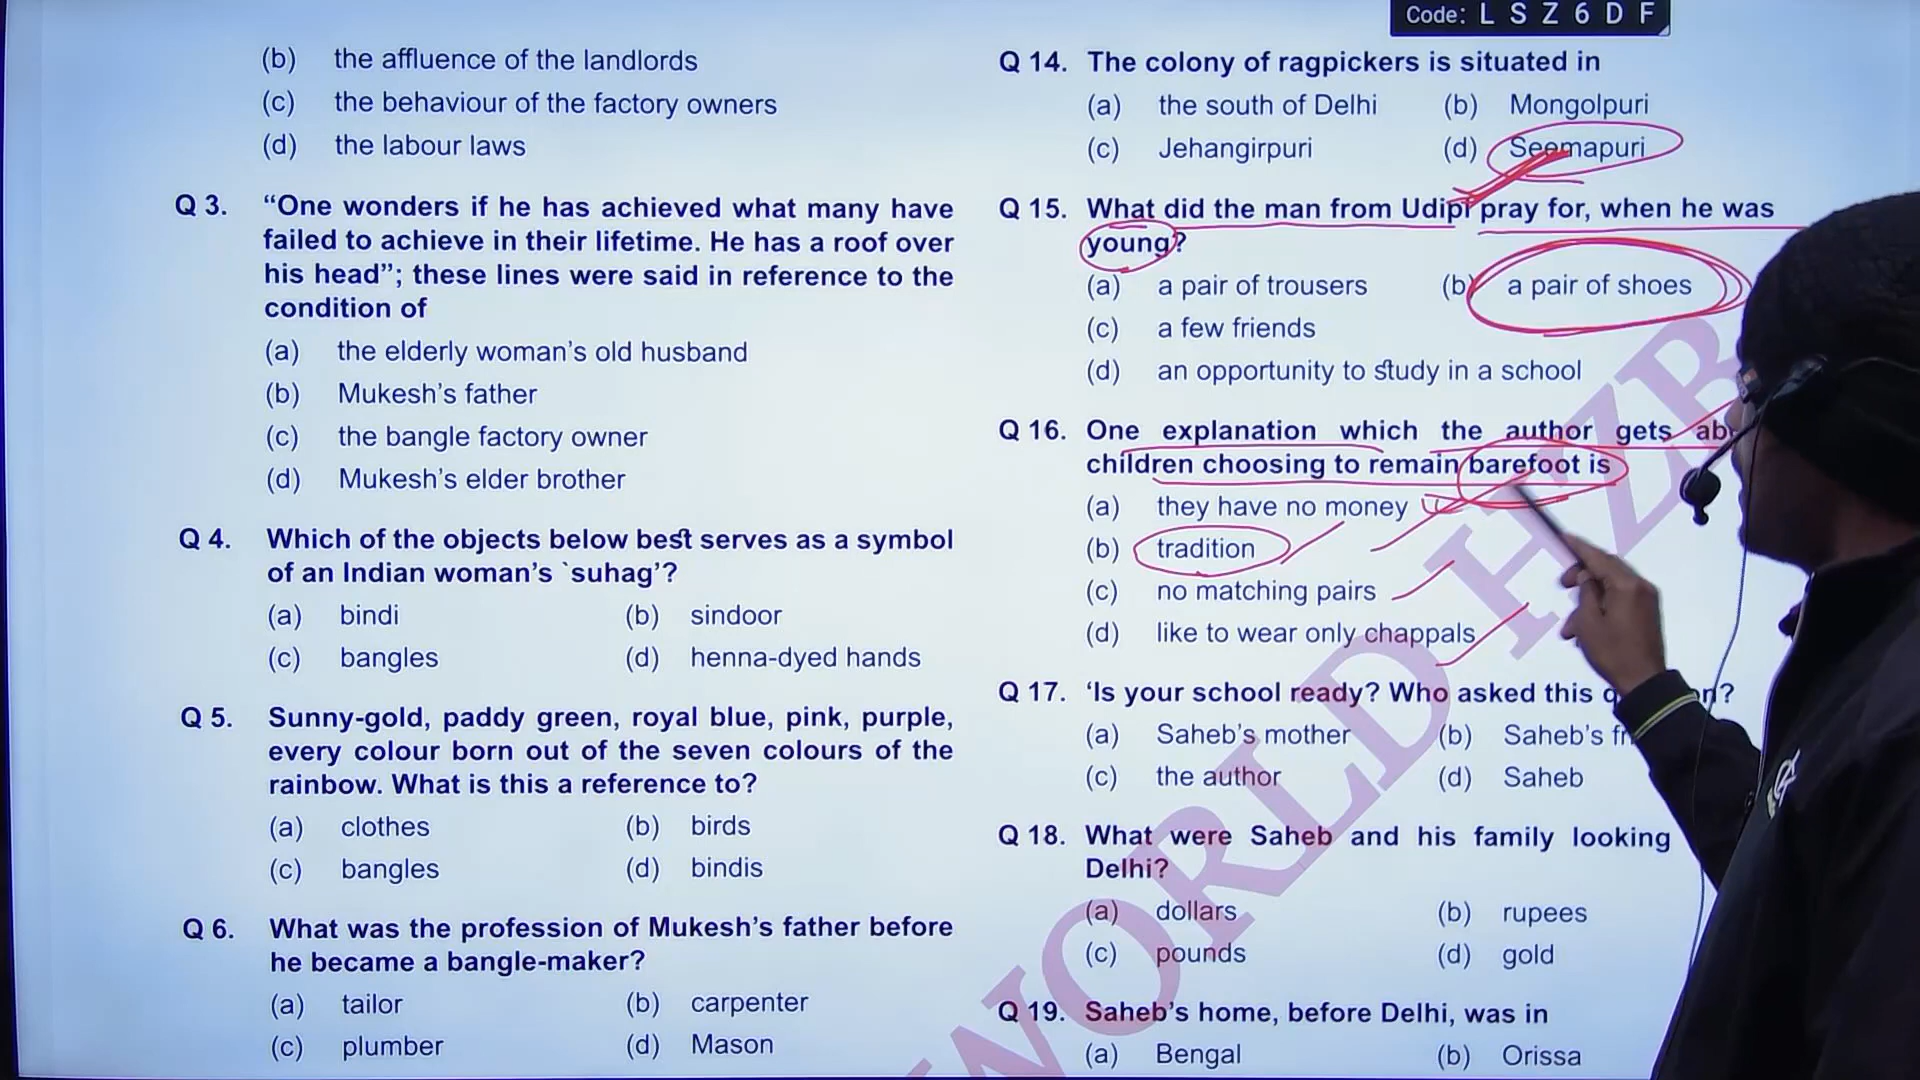 Code: L S Z 6 D F
(b) the affluence of the landlords
(c) the behaviour of the factory owners
(d) the labour laws
Q 3. “One wonders if he has achieved what many have
failed to achieve in their lifetime. He has a roof over
his head”; these lines were said in reference to the
condition of
(a) the elderly woman’s old husband
(b) Mukesh’s father
(c) the bangle factory owner
(d) Mukesh’s elder brother
Q 4. Which of the objects below best serves as a symbol
of an Indian woman’s `suhag’?
(a) bindi (b) sindoor
(c) bangles (d) henna-dyed hands
Q 5. Sunny-gold, paddy green, royal blue, pink, purple,
every colour born out of the seven colours of the
rainbow. What is this a reference to?
(a) clothes (b) birds
(c) bangles (d) bindis
Q 6. What was the profession of Mukesh’s father before
he became a bangle-maker?
(a) tailor (b) carpenter
(c) plumber (d) Mason
Q 14. The colony of ragpickers is situated in
(a) the south of Delhi (b) Mongolpuri
(c) Jehangirpuri (d) Seemapuri
Q 15. What did the man from Udipi pray for, when he was
young?
(a) a pair of trousers (b) a pair of shoes
(c) a few friends
(d) an opportunity to study in a school
Q 16. One explanation which the author gets
children choosing to remain barefoot is
(a) they have no money
(b) tradition
(c) no matching pairs
(d) like to wear only chappals
Q 17. ‘Is your school ready? Who asked this
(a) Saheb’s mother (b) Saheb’s
(c) the author (d) Saheb
Q 18. What were Saheb and his family looking
Delhi?
(a) dollars (b) rupees
(c) pounds (d) gold
Q 19. Saheb’s home, before Delhi, was in
(a) Bengal (b) Orissa
WORLD